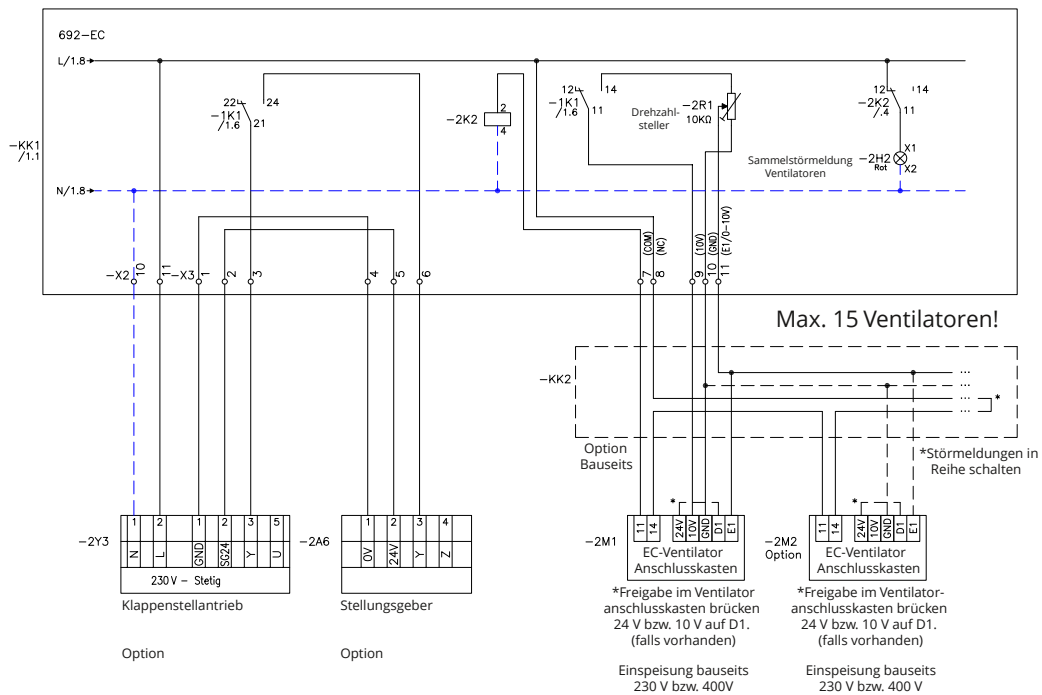 692-EC
L/1.8
22
24
-1K1
/1.6
21
-2K2
2
4
12
14
-1K1
/1.6
11
Drehzahl-
steller
-2R1
10KΩ
12
14
-2K2
/.4
11
-KK1
/1.1
Sammelstörmeldung
Ventilatoren
-2H2
Rot
X1
X2
N/1.8
(COM)
(NC)
(10V)
(GND)
(E1/0-10V)
-X2
10
11
-X3
1
2
3
4
5
6
7
8
9
10
11
Max. 15 Ventilatoren!
-KK2
...
...
...
...
*
Option
Bauseits
*Störmeldungen in
Reihe schalten
-2Y3
1
2
1
2
3
5
N
L
GND
SG24
Y
U
230 V - Stetig
Klappenstellantrieb
Option
-2A6
1
2
3
4
0V
24V
Y
Z
Stellungsgeber
Option
*
-2M1
11
14
24V
10V
GND
D1
E1
EC-Ventilator
Anschlusskasten
*Freigabe im Ventilator
anschlusskasten brücken
24 V bzw. 10 V auf D1.
(falls vorhanden)
Einspeisung bauseits
230 V bzw. 400V
*
-2M2
Option
11
14
24V
10V
GND
D1
E1
EC-Ventilator
Anschlusskasten
*Freigabe im Ventilator-
anschlusskasten brücken
24 V bzw. 10 V auf D1.
(falls vorhanden)
Einspeisung bauseits
230 V bzw. 400 V